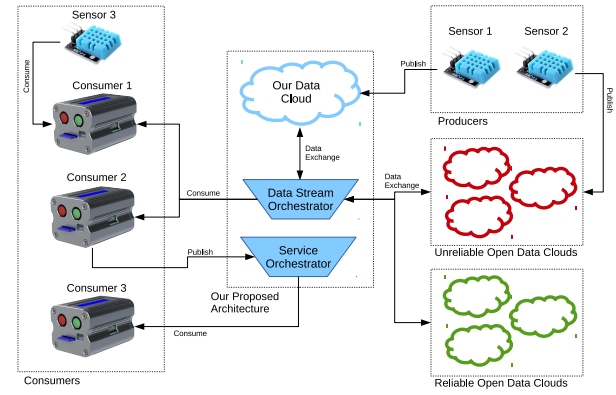 Sensor 3
Consume
Consumer 1
Consumer 2
Consumer 3
Consumers
Our Data
Cloud
Data
Exchange
Data Stream
Orchestrator
Consume
Publish
Service
Orchestrator
Our Proposed
Architecture
Consume
Sensor 1
Sensor 2
Publish
Producers
Publish
Data
Exchange
Unreliable Open Data Clouds
Reliable Open Data Clouds